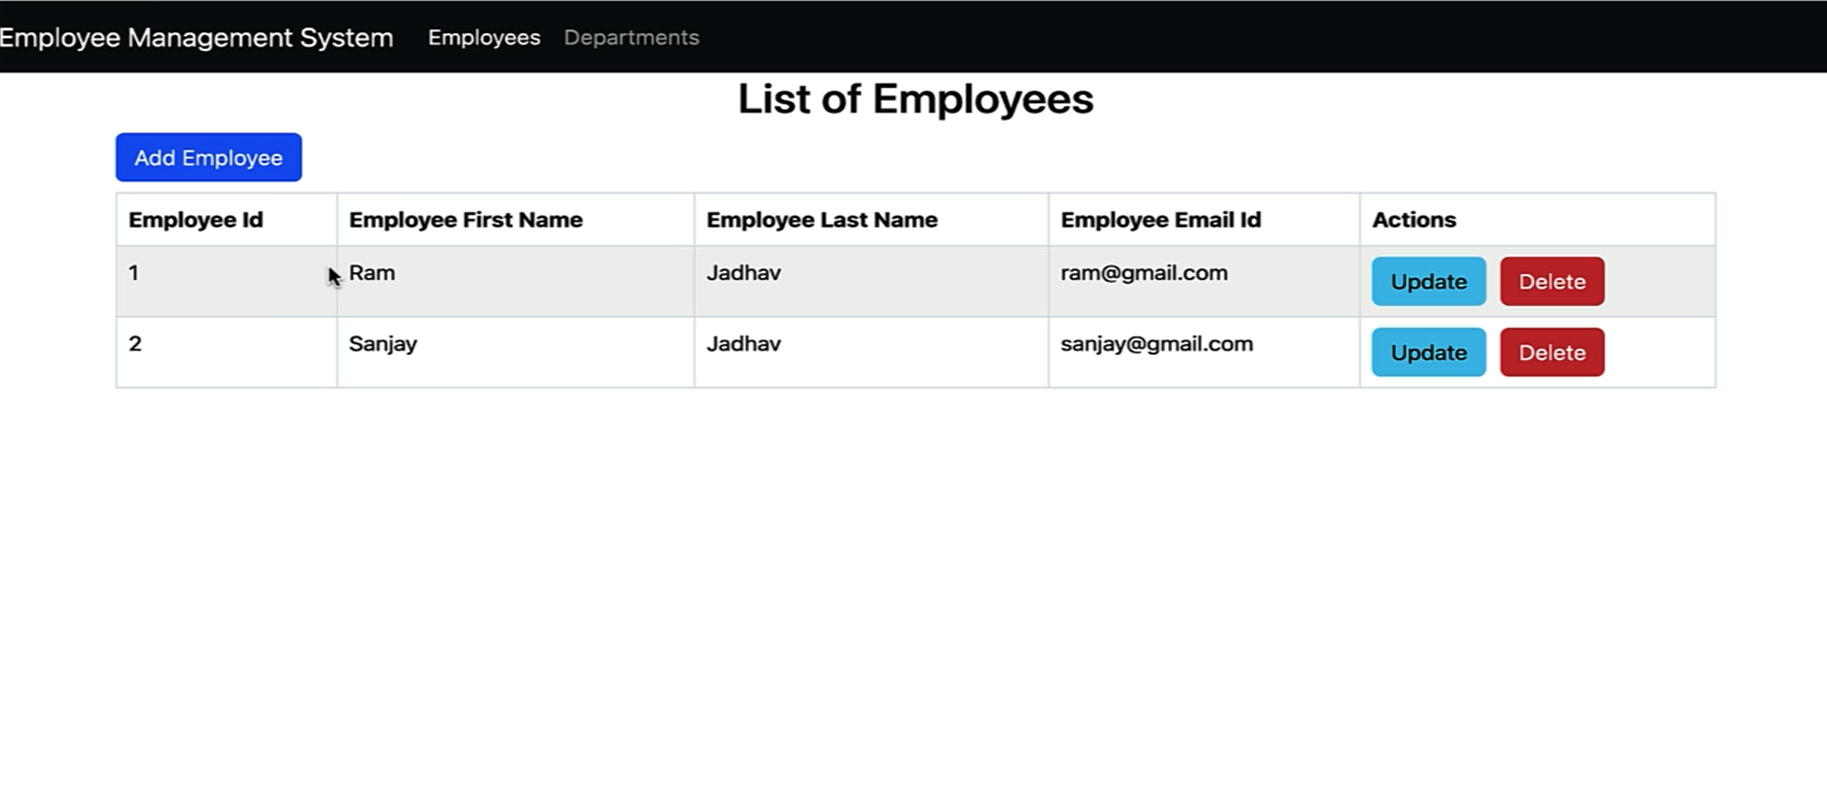 Employee Management System Employees Departments
List of Employees
Add Employee
Employee Id Employee First Name Employee Last Name Employee Email Id Actions
1 Ram Jadhav ram@gmail.com Update Delete
2 Sanjay Jadhav sanjay@gmail.com Update Delete